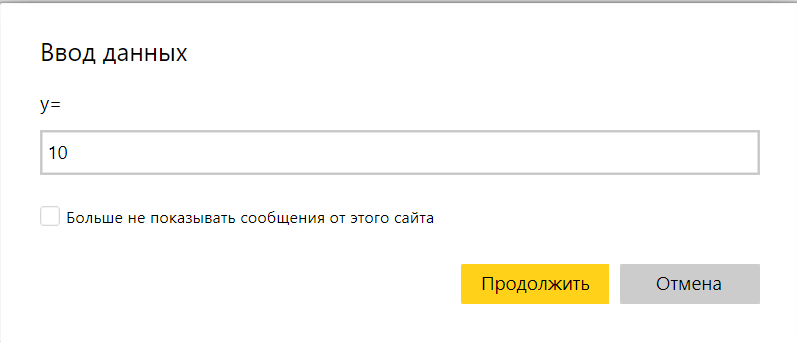 Ввод данных
y=
10
Больше не показывать сообщения от этого сайта
Продолжить
Отмена